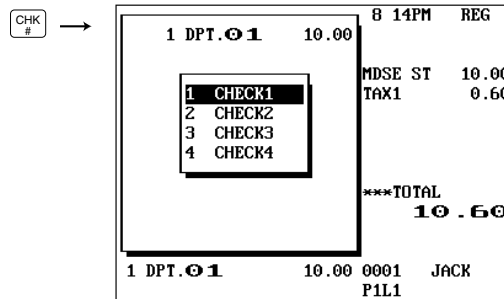 CHK
#
8 14PM REG
1 DPT.01 10.00
MDSE ST 10.00
TAX1 0.60
1 CHECK1
2 CHECK2
3 CHECK3
4 CHECK4
***TOTAL
10.60
1 DPT.01 10.00 0001 JACK
P1L1